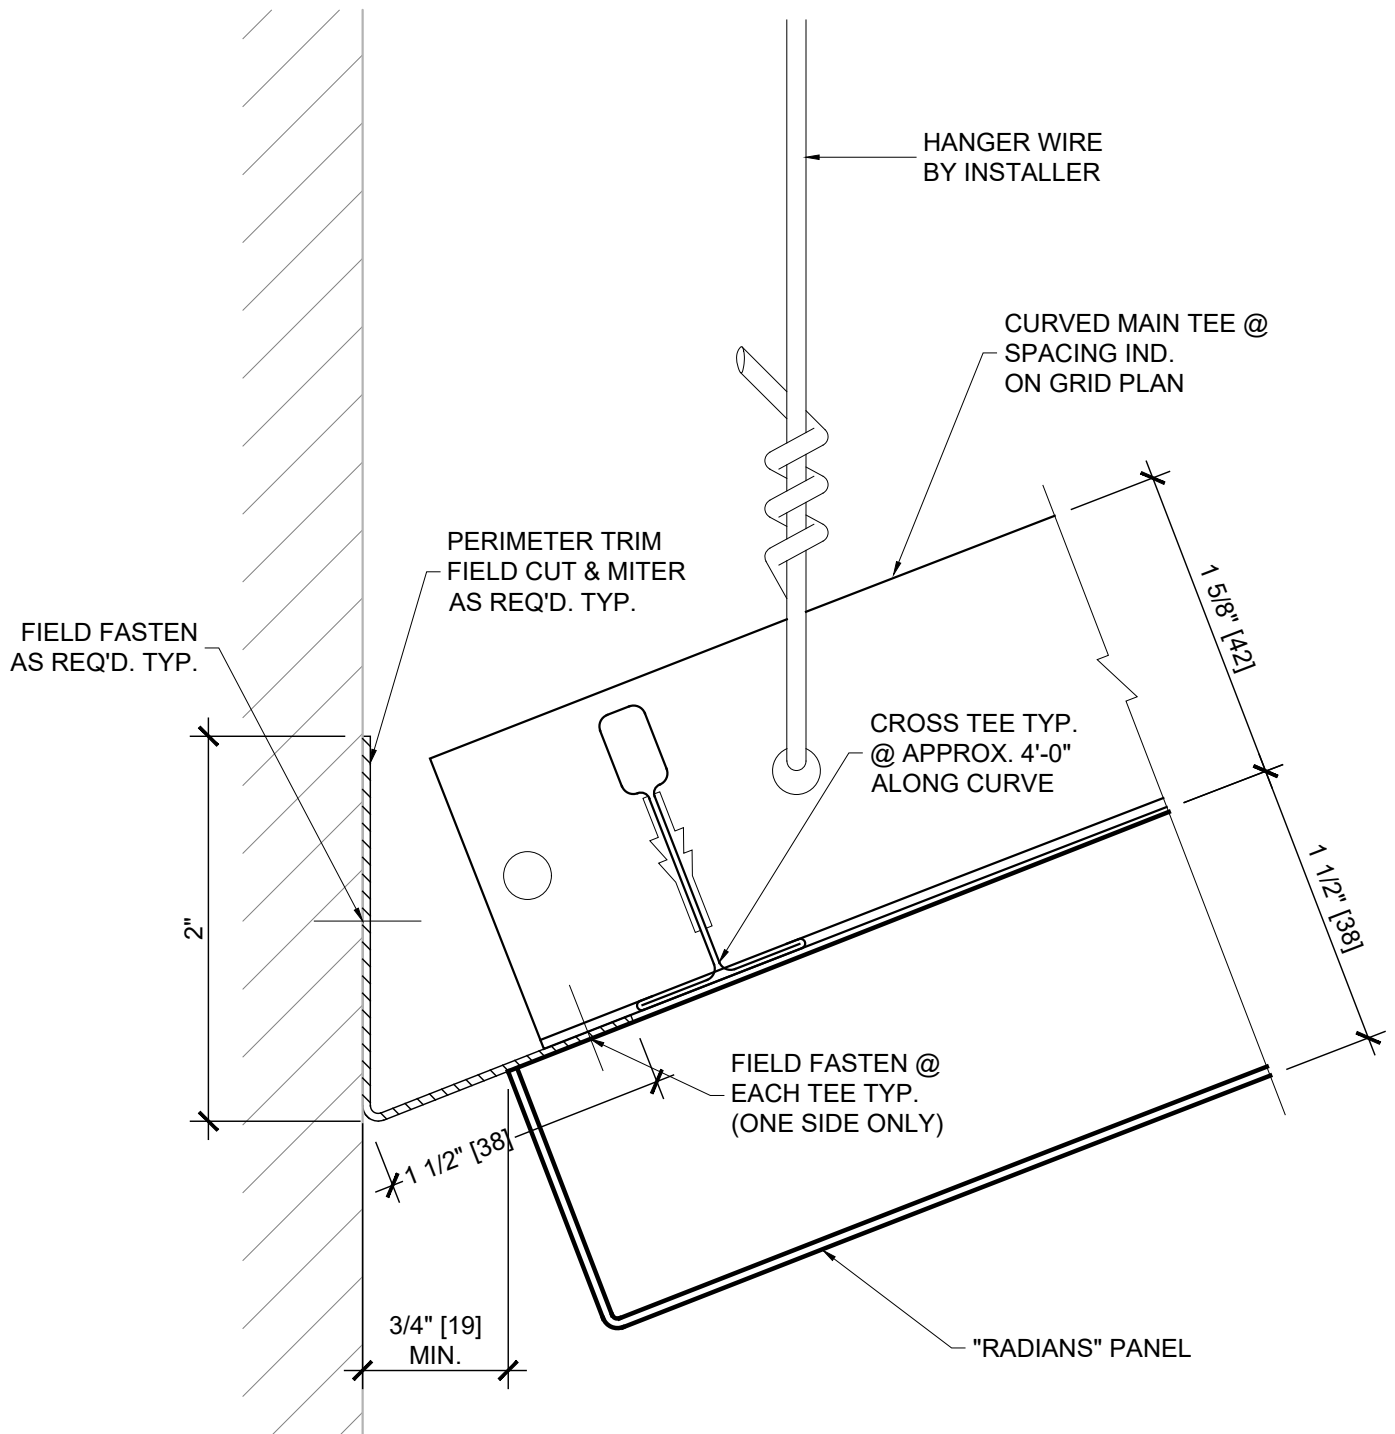 HANGER WIRE
BY INSTALLER
CURVED MAIN TEE @
SPACING IND.
ON GRID PLAN
PERIMETER TRIM
FIELD CUT & MITER
AS REQ'D. TYP.
FIELD FASTEN
AS REQ'D. TYP.
1 5/8" [42]
CROSS TEE TYP.
@ APPROX. 4'-0"
ALONG CURVE
2"
1 1/2" [38]
FIELD FASTEN @
EACH TEE TYP.
(ONE SIDE ONLY)
1 1/2" [38]
3/4" [19]
MIN.
"RADIANS" PANEL